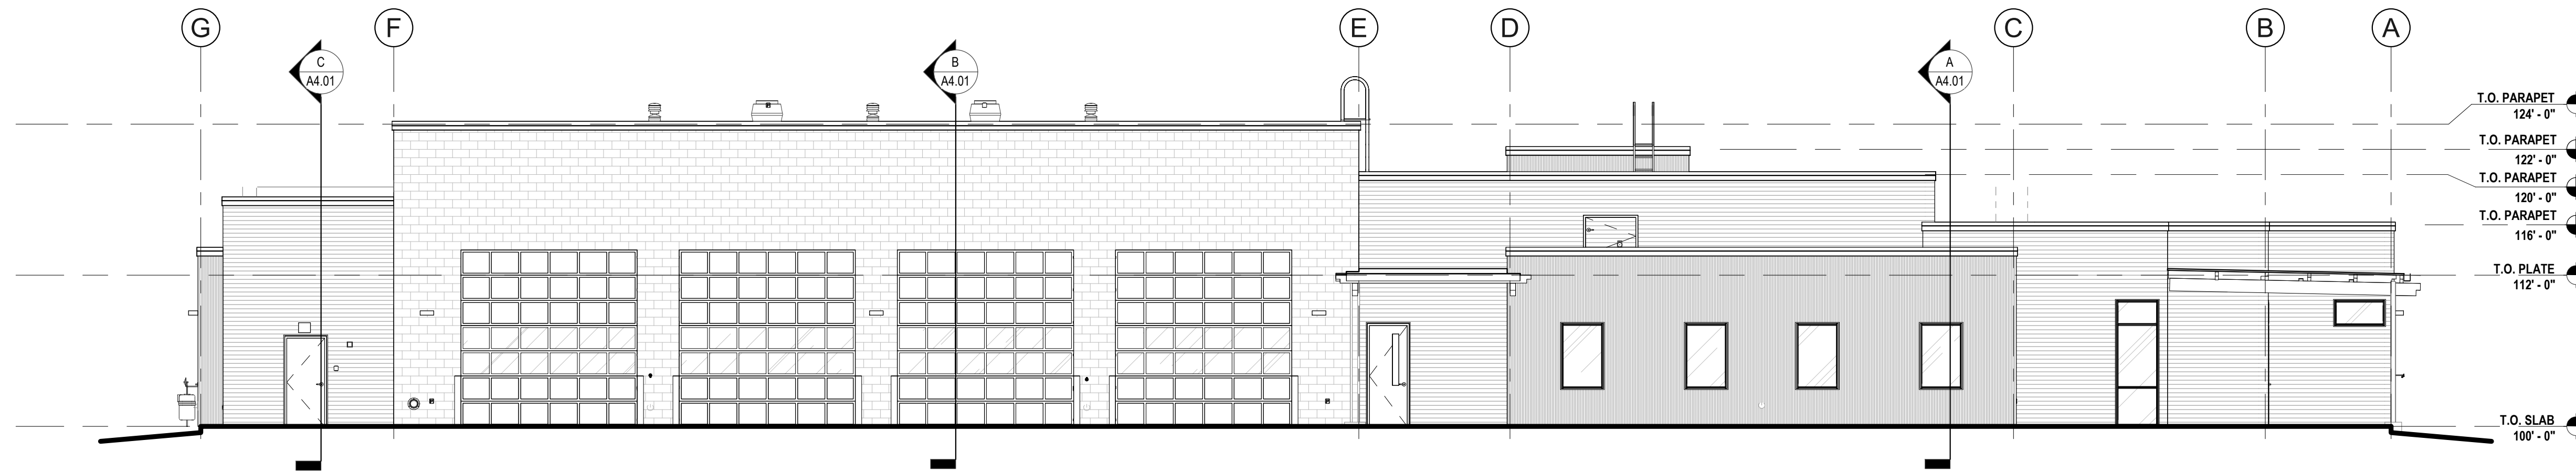 G
F
E
D
C
B
A
C
A4.01
B
A4.01
A
A4.01
T.O. PARAPET
124' - 0"
T.O. PARAPET
122' - 0"
T.O. PARAPET
120' - 0"
T.O. PARAPET
116' - 0"
T.O. PLATE
112' - 0"
T.O. SLAB
100' - 0"